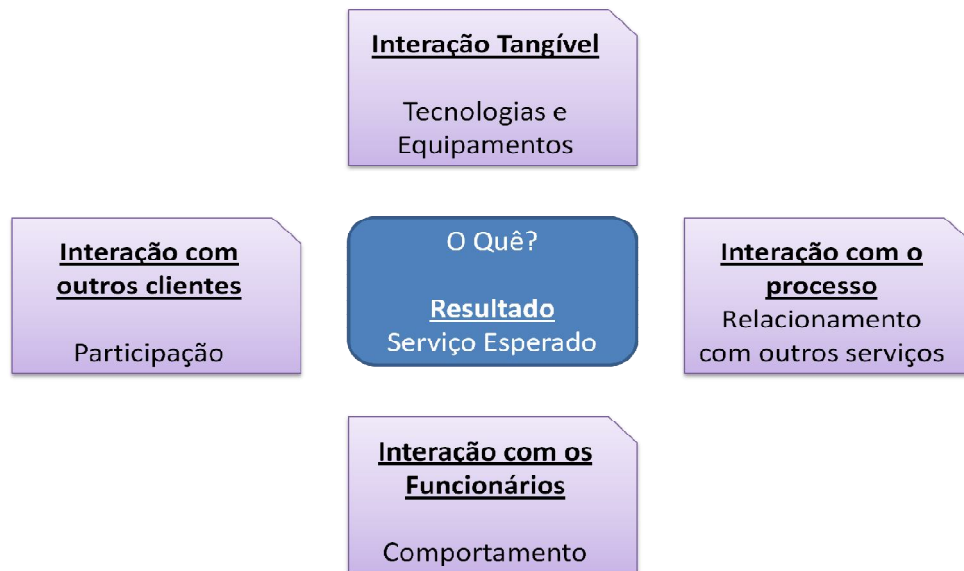 Interação Tangível
Tecnologias e
Equipamentos
Interação com
outros clientes
Participação
O Quê?
Resultado
Serviço Esperado
Interação com o
processo
Relacionamento
com outros serviços
Interação com os
Funcionários
Comportamento